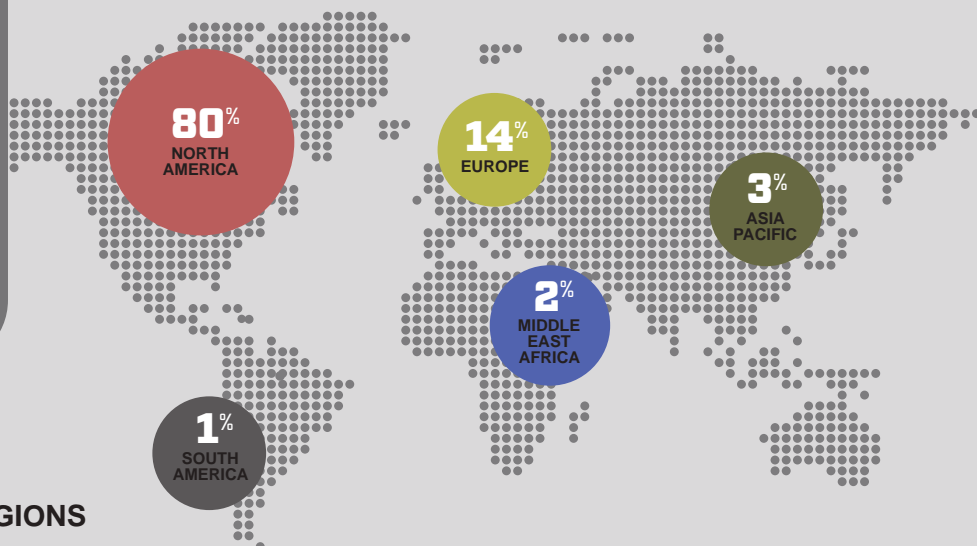 80%
NORTH
AMERICA
14%
EUROPE
3%
ASIA
PACIFIC
2%
MIDDLE
EAST
AFRICA
1%
SOUTH
AMERICA
GIONS